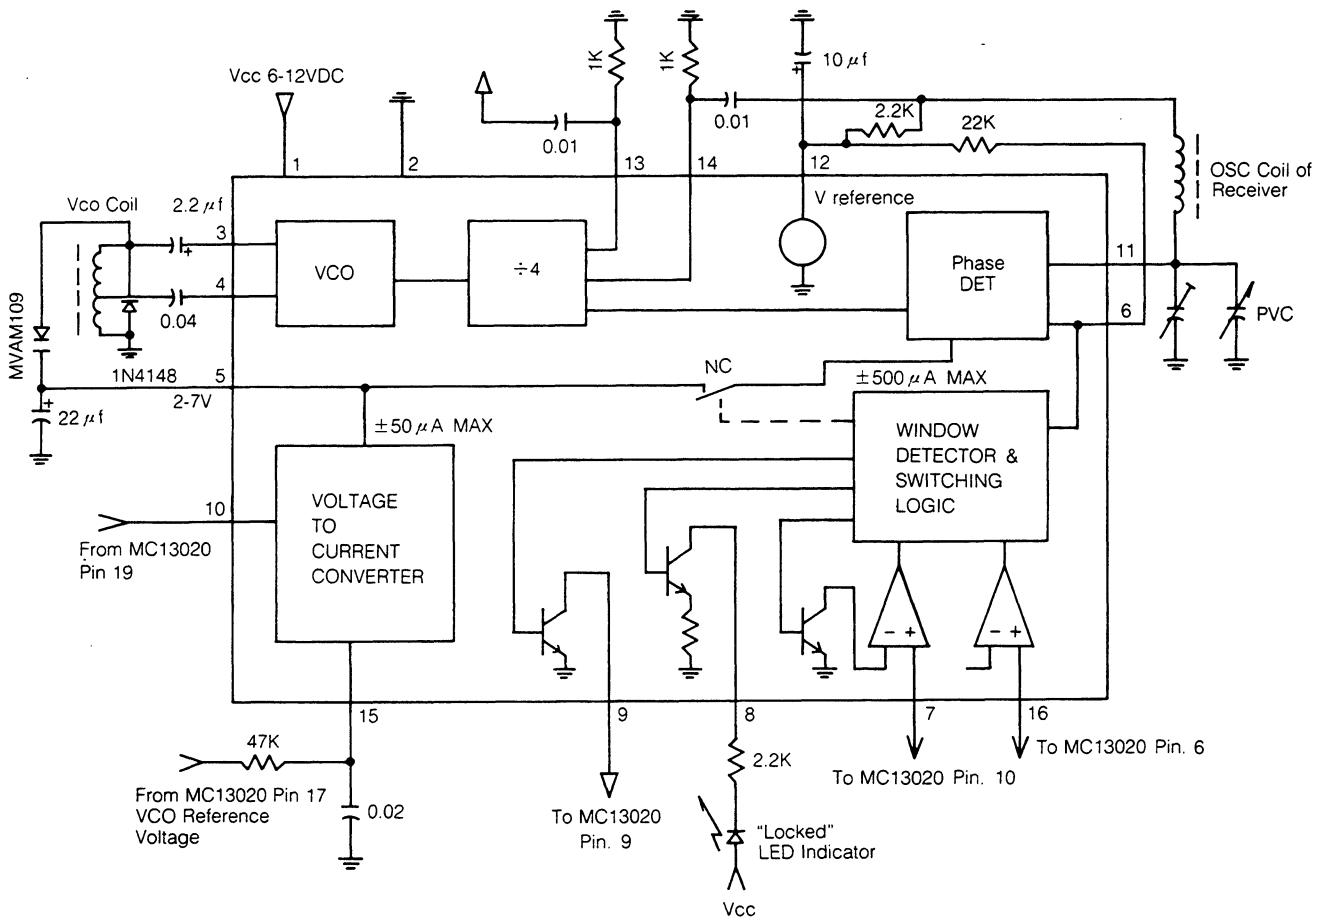 Vcc 6-12VDC
1K
1K
10 μf
0.01
0.01
2.2K
22K
1
2
13
14
12
V reference
OSC Coil of
Receiver
Vco Coil
2.2 μf
3
VCO
÷4
Phase
DET
11
4
0.04
6
PVC
MVAM109
1N4148
5
2-7V
NC
±500 μA MAX
22 μf
±50 μA MAX
WINDOW
DETECTOR &
SWITCHING
LOGIC
10
VOLTAGE
TO
CURRENT
CONVERTER
From MC13020
Pin 19
- +
- +
15
9
8
7
16
47K
2.2K
To MC13020 Pin. 6
To MC13020 Pin. 10
From MC13020 Pin 17
VCO Reference
Voltage
0.02
To MC13020
Pin. 9
"Locked"
LED Indicator
Vcc